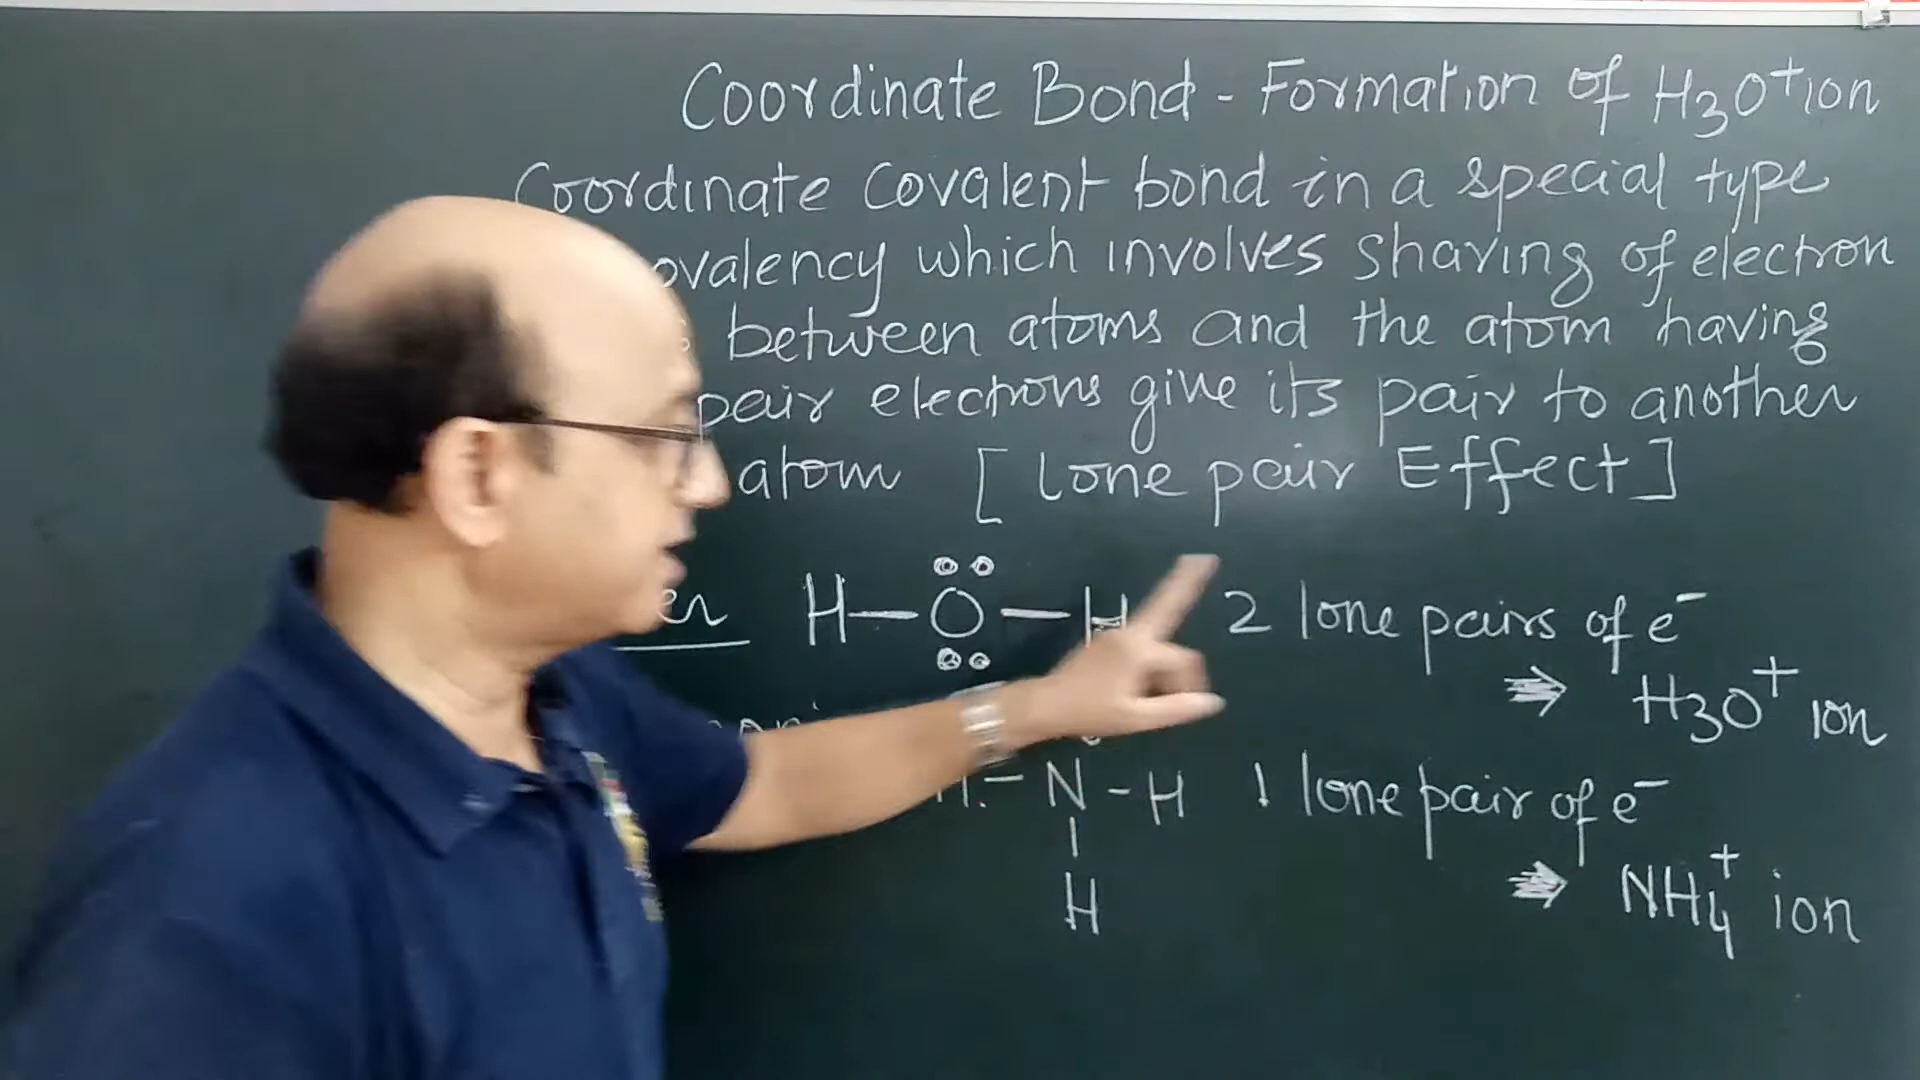 Coordinate Bond - Formation of H3O+ ion
Coordinate covalent bond in a special type
ovalency which involves sharing of electron
between atoms and the atom having
pair electrons give its pair to another
atom [lone pair Effect]
er H—O—H 2 lone pairs of e-
⇒ H3O+ ion
H - N - H 1 lone pair of e-
H
⇒ NH4+ ion